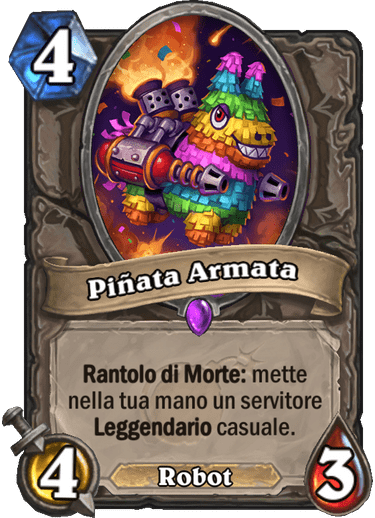 4
Piñata Armata
Rantolo di Morte: mette
nella tua mano un servitore
Leggendario casuale.
4
Robot
3